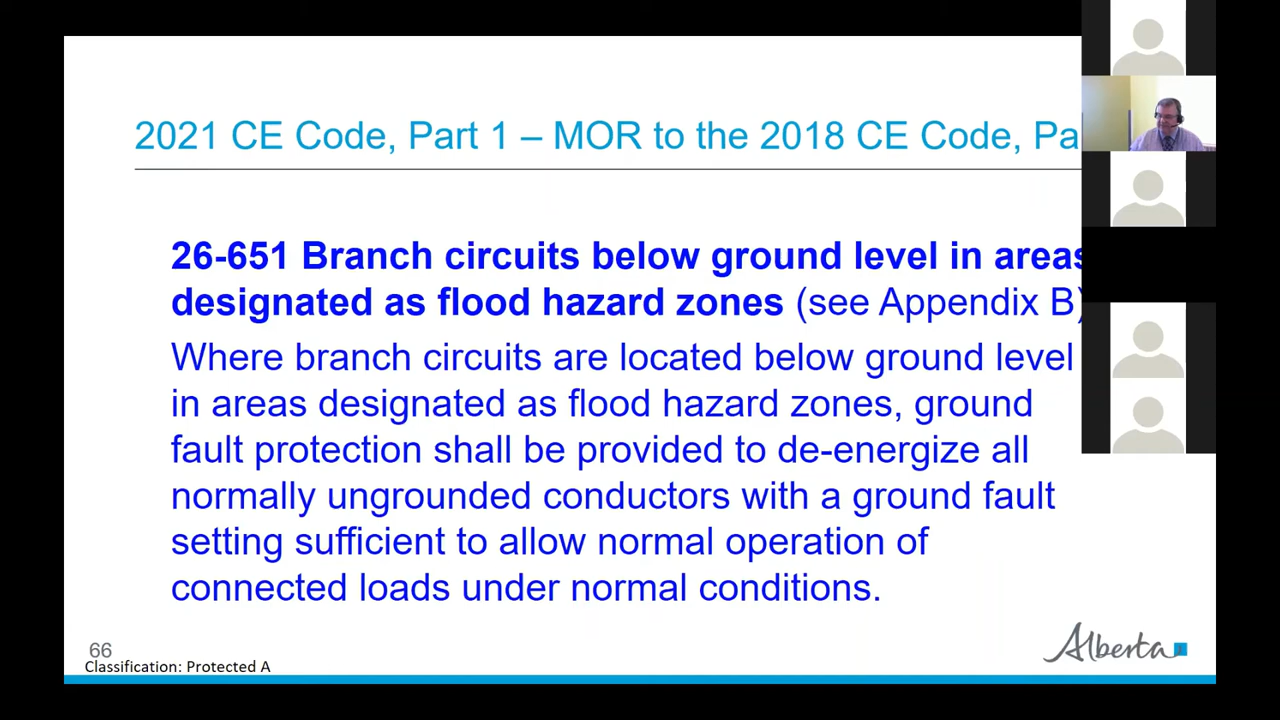 2021 CE Code, Part 1 – MOR to the 2018 CE Code, Pa
26-651 Branch circuits below ground level in areas
designated as flood hazard zones (see Appendix B)
Where branch circuits are located below ground level
in areas designated as flood hazard zones, ground
fault protection shall be provided to de-energize all
normally ungrounded conductors with a ground fault
setting sufficient to allow normal operation of
connected loads under normal conditions.
66
Classification: Protected A
Alberta